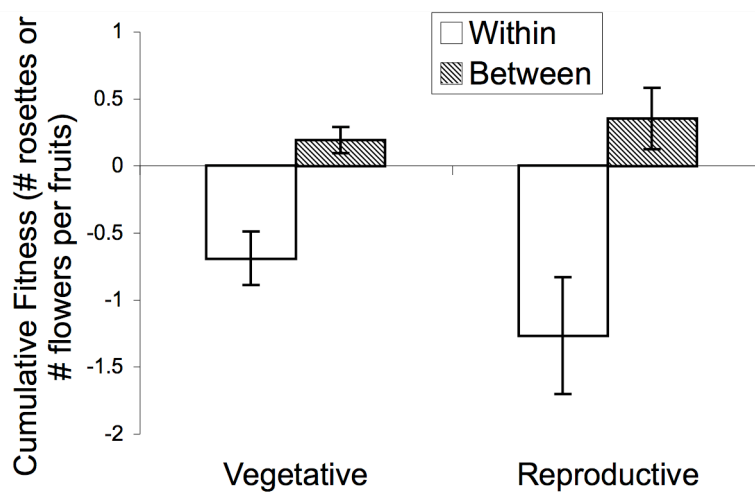 Cumulative Fitness (# rosettes or
# flowers per fruits)
1
0.5
0
-0.5
-1
-1.5
-2
Within
Between
Vegetative
Reproductive